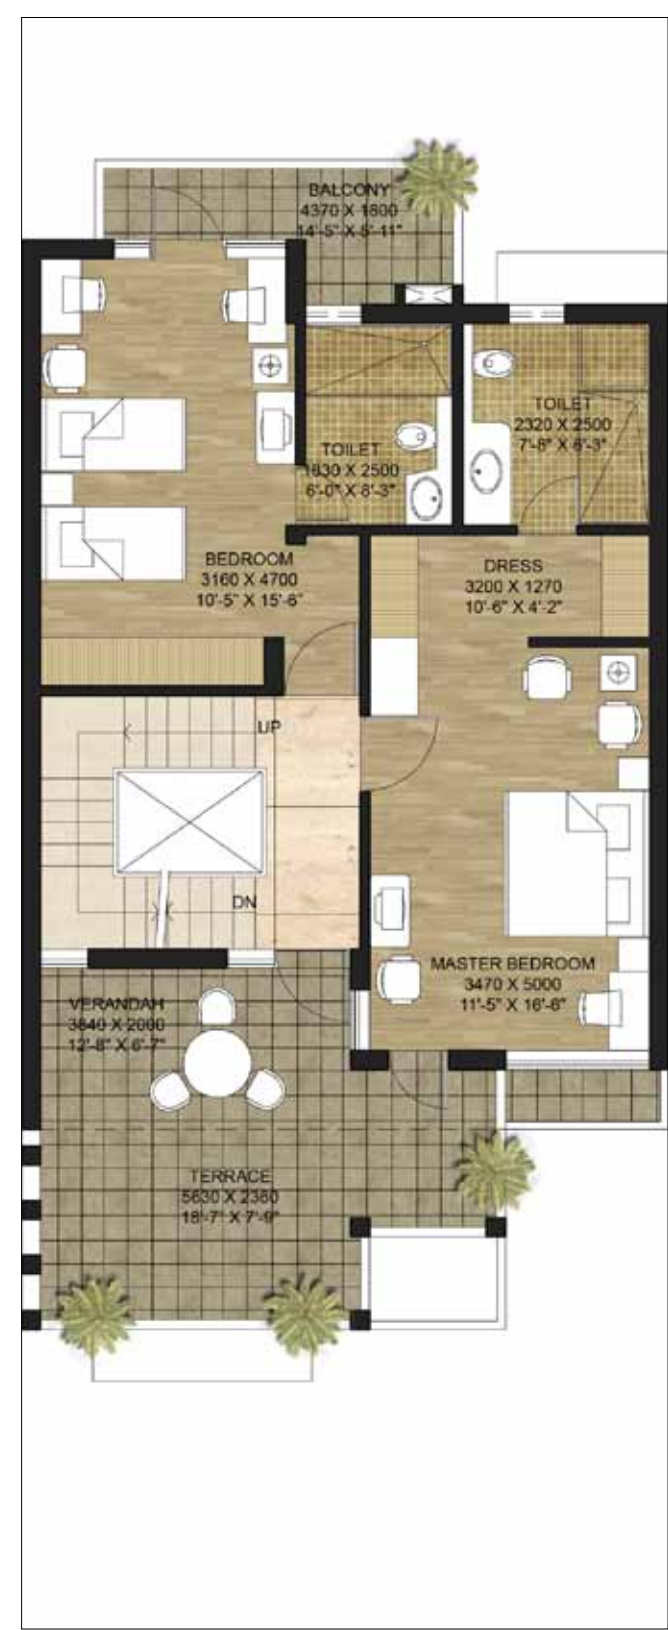 BALCONY
4370 X 1800
14'-5" X 5'-11"
TOILET
2320 X 2500
7'-8" X 8'-3"
TOILET
1830 X 2500
6'-0" X 8'-3"
BEDROOM
3160 X 4700
10'-5" X 15'-6"
DRESS
3200 X 1270
10'-6" X 4'-2"
UP
DN
MASTER BEDROOM
3470 X 5000
11'-5" X 16'-6"
VERANDAH
3840 X 2000
12'-8" X 6'-7"
TERRACE
5630 X 2360
18'-7" X 7'-9"